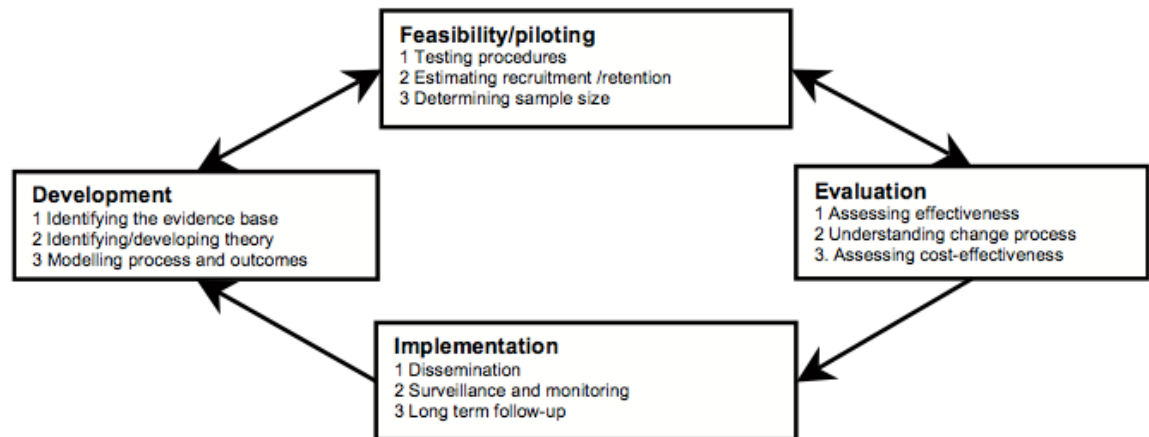 Feasibility/piloting
1 Testing procedures
2 Estimating recruitment /retention
3 Determining sample size
Development
1 Identifying the evidence base
2 Identifying/developing theory
3 Modelling process and outcomes
Evaluation
1 Assessing effectiveness
2 Understanding change process
3. Assessing cost-effectiveness
Implementation
1 Dissemination
2 Surveillance and monitoring
3 Long term follow-up